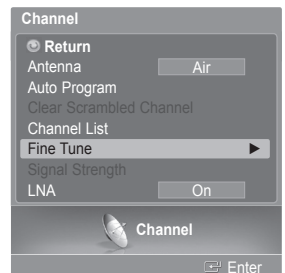 Channel
Return
Antenna Air
Auto Program
Clear Scrambled Channel
Channel List
Fine Tune
Signal Strength
LNA On
Channel
Enter